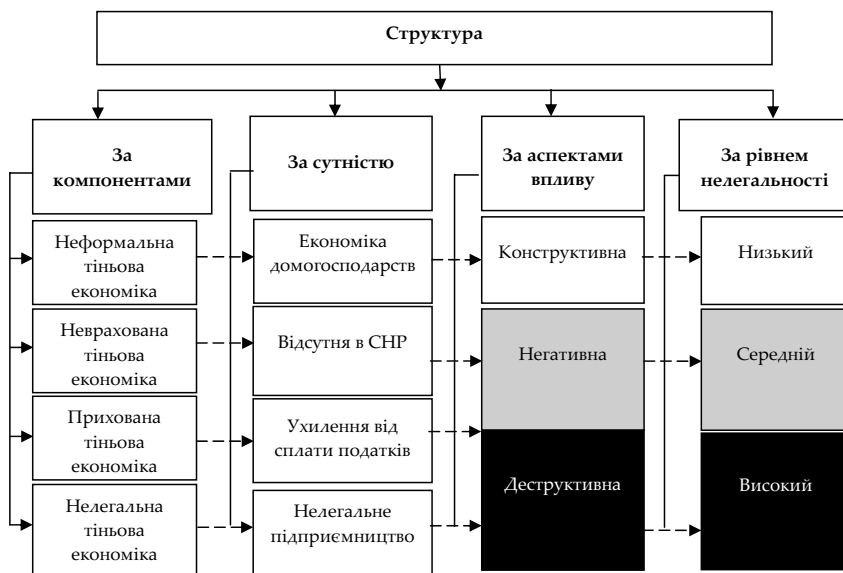 Структура
За
компонентами
За сутністю
За аспектами
впливу
За рівнем
нелегальності
Неформальна
тіньова
економіка
Економіка
домогосподарств
Конструктивна
Низький
Неврахована
тіньова
економіка
Відсутня в СНР
Негативна
Середній
Прихована
тіньова
економіка
Ухилення від
сплати податків
Деструктивна
Високий
Нелегальна
тіньова
економіка
Нелегальне
підприємництво